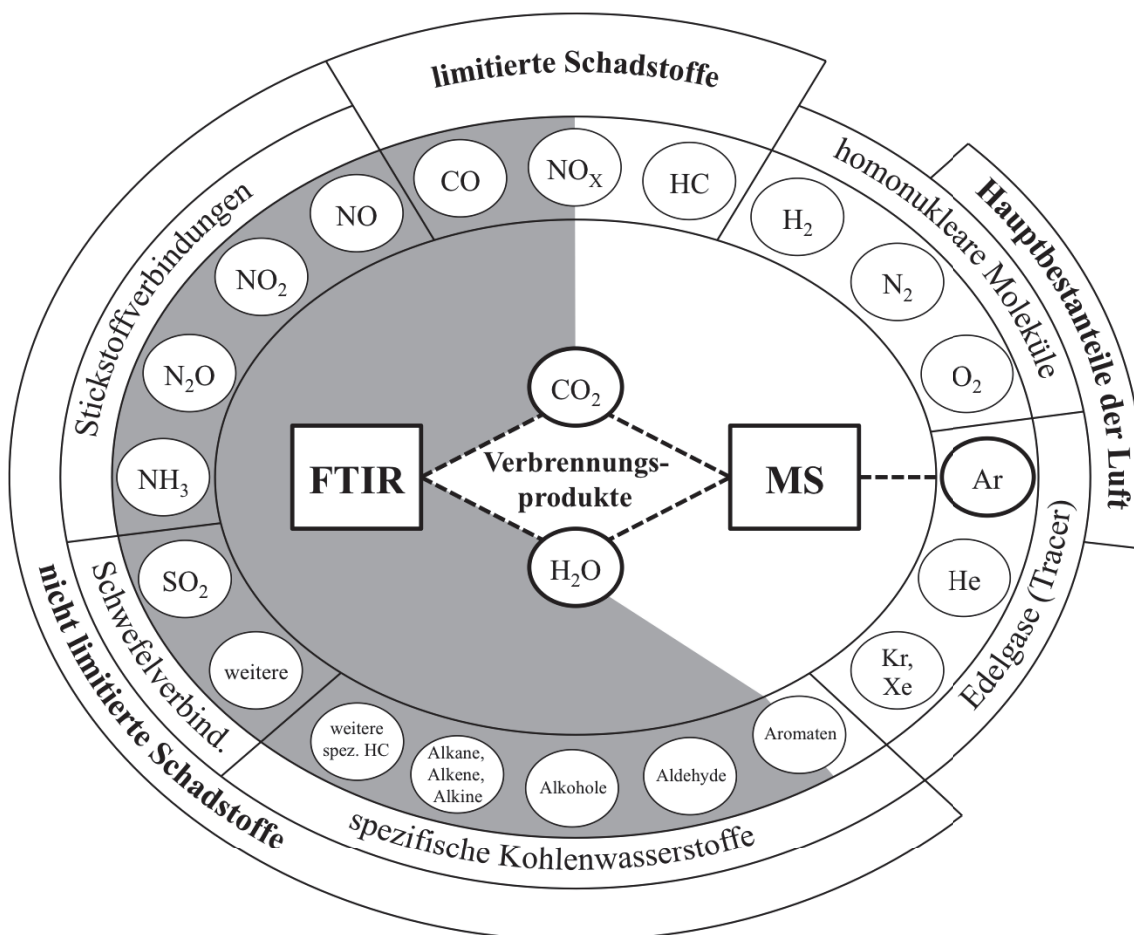 limitierte Schadstoffe
CO
NO_X
HC
homonukleare Moleküle
H₂
N₂
O₂
Hauptbestanteile der Luft
Ar
He
Kr,
Xe
Edelgase (Tracer)
Stickstoffverbindungen
NO
NO₂
N₂O
NH₃
Schwefelverbind.
SO₂
weitere
nicht limitierte Schadstoffe
spezifische Kohlenwasserstoffe
weitere
spez. HC
Alkane,
Alkene,
Alkine
Alkohole
Aldehyde
Aromaten
CO₂
FTIR
Verbrennungs-
produkte
MS
H₂O